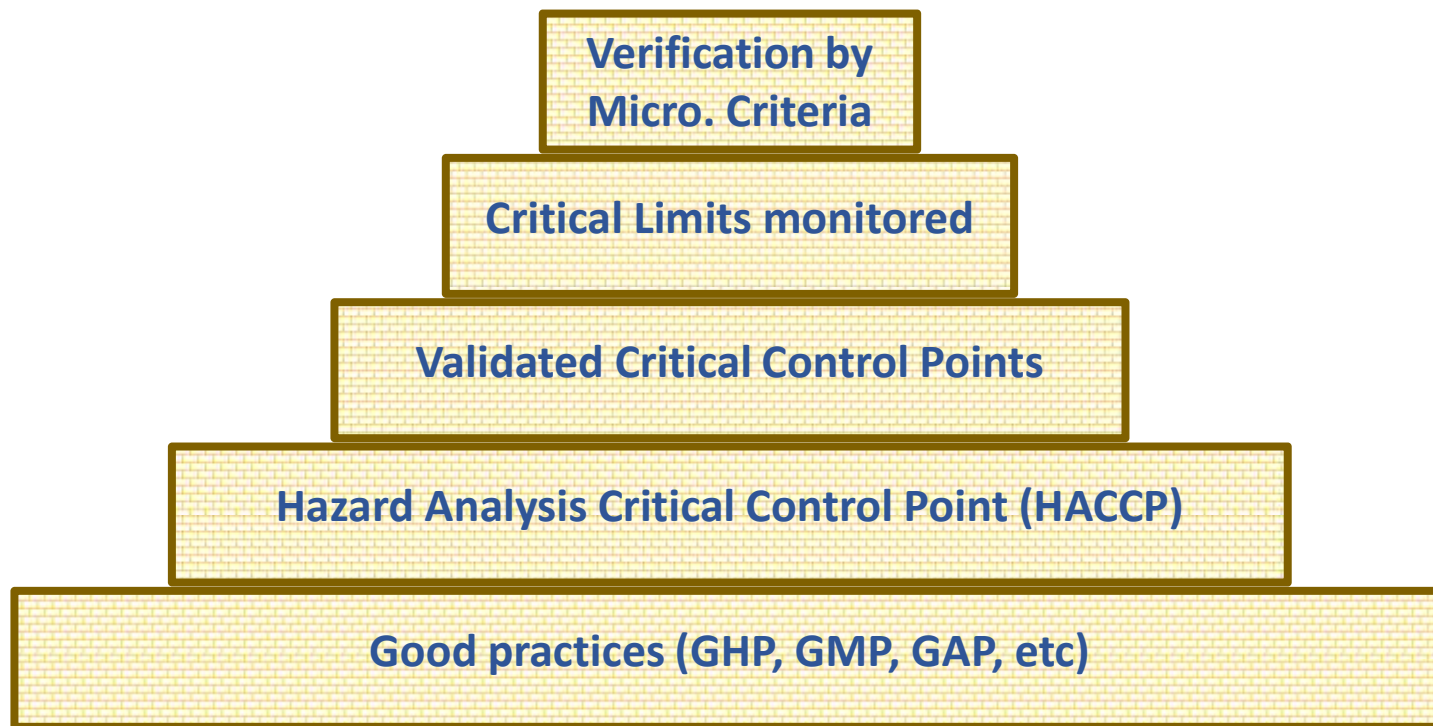 Verification by
Micro. Criteria
Critical Limits monitored
Validated Critical Control Points
Hazard Analysis Critical Control Point (HACCP)
Good practices (GHP, GMP, GAP, etc)